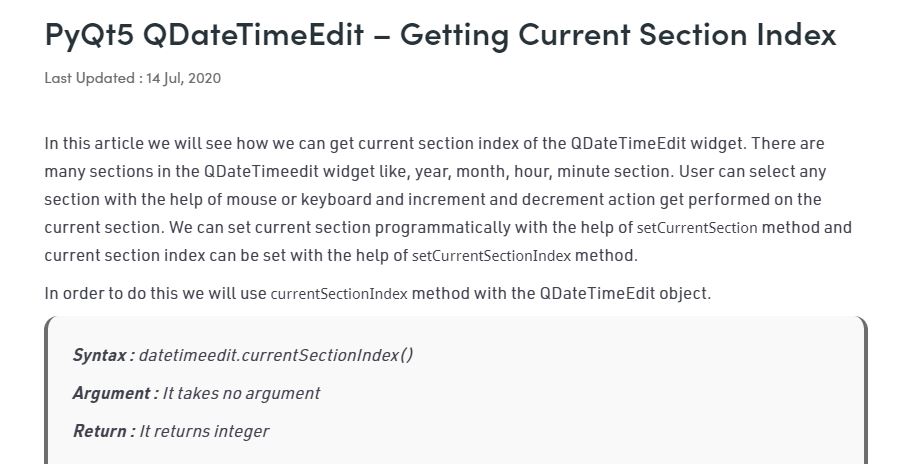 PyQt5 QDateTimeEdit – Getting Current Section Index
Last Updated : 14 Jul, 2020
In this article we will see how we can get current section index of the QDateTimeEdit widget. There are
many sections in the QDateTimeedit widget like, year, month, hour, minute section. User can select any
section with the help of mouse or keyboard and increment and decrement action get performed on the
current section. We can set current section programmatically with the help of setCurrentSection method and
current section index can be set with the help of setCurrentSectionIndex method.
In order to do this we will use currentSectionIndex method with the QDateTimeEdit object.
Syntax : datetimeedit.currentSectionIndex()
Argument : It takes no argument
Return : It returns integer